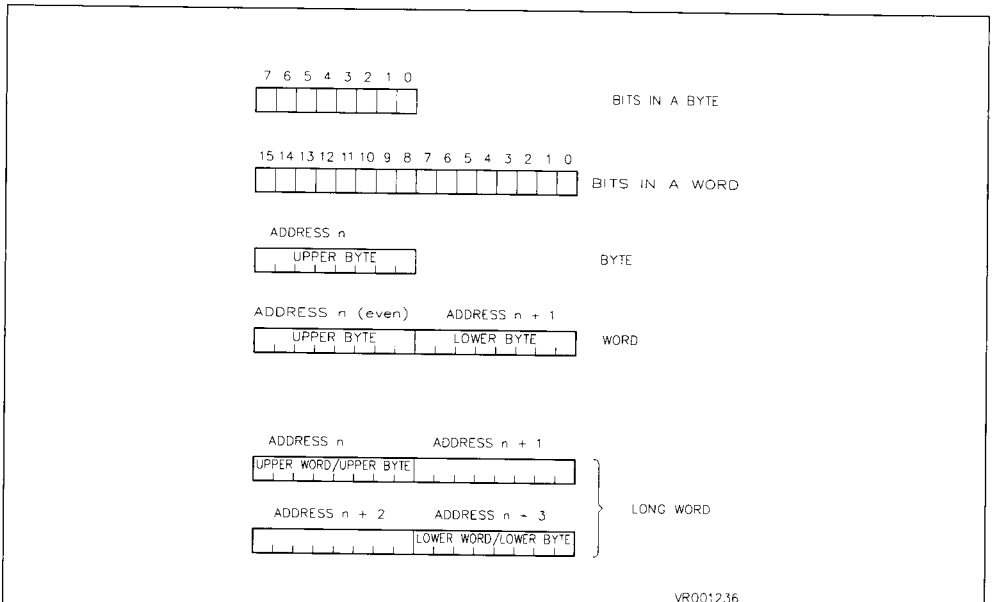 7 6 5 4 3 2 1 0
BITS IN A BYTE
15 14 13 12 11 10 9 8 7 6 5 4 3 2 1 0
BITS IN A WORD
ADDRESS n
UPPER BYTE
BYTE
ADDRESS n (even) ADDRESS n + 1
UPPER BYTE LOWER BYTE
WORD
ADDRESS n ADDRESS n + 1
UPPER WORD/UPPER BYTE
LONG WORD
ADDRESS n + 2 ADDRESS n - 3
LOWER WORD/LOWER BYTE
VR001236